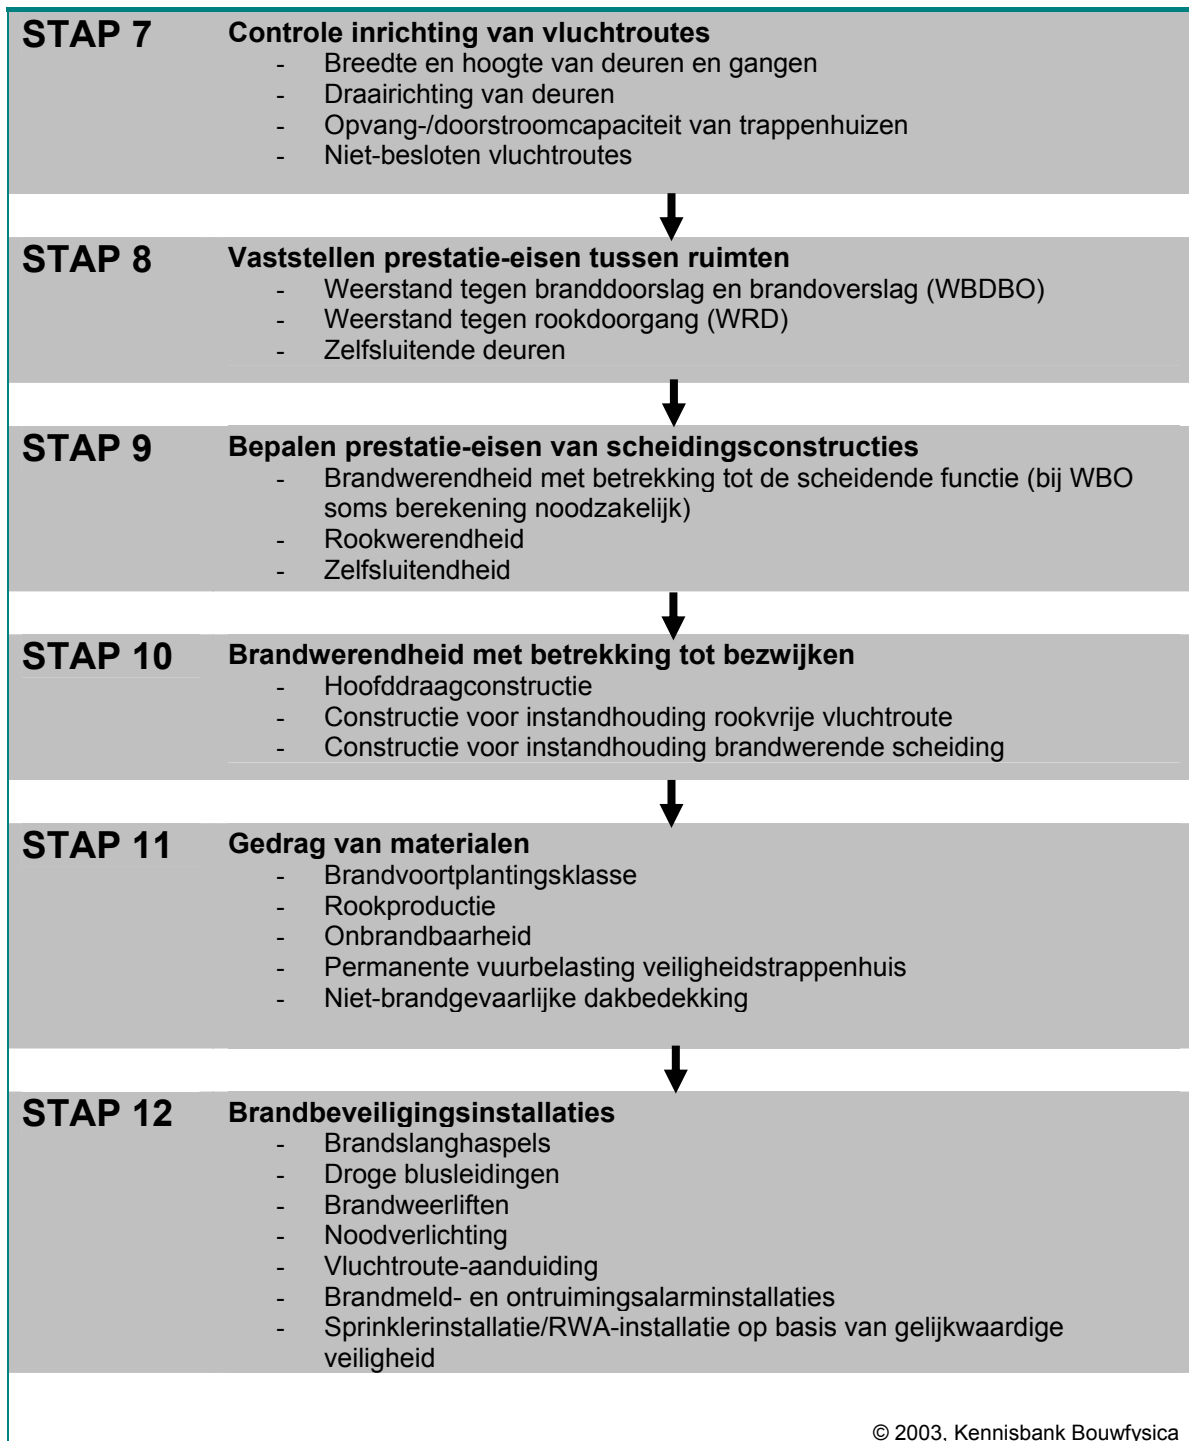 STAP 7 Controle inrichting van vluchtroutes
- Breedte en hoogte van deuren en gangen
- Draairichting van deuren
- Opvang-/doorstroomcapaciteit van trappenhuizen
- Niet-besloten vluchtroutes
STAP 8 Vaststellen prestatie-eisen tussen ruimten
- Weerstand tegen branddoorslag en brandoverslag (WBDBO)
- Weerstand tegen rookdoorgang (WRD)
- Zelfsluitende deuren
STAP 9 Bepalen prestatie-eisen van scheidingsconstructies
- Brandwerendheid met betrekking tot de scheidende functie (bij WBO
soms berekening noodzakelijk)
- Rookwerendheid
- Zelfsluitendheid
STAP 10 Brandwerendheid met betrekking tot bezwijken
- Hoofddraagconstructie
- Constructie voor instandhouding rookvrije vluchtroute
- Constructie voor instandhouding brandwerende scheiding
STAP 11 Gedrag van materialen
- Brandvoortplantingsklasse
- Rookproductie
- Onbrandbaarheid
- Permanente vuurbelasting veiligheidstrappenhuis
- Niet-brandgevaarlijke dakbedekking
STAP 12 Brandbeveiligingsinstallaties
- Brandslanghaspels
- Droge blusleidingen
- Brandweerliften
- Noodverlichting
- Vluchtroute-aanduiding
- Brandmeld- en ontruimingsalarminstallaties
- Sprinklerinstallatie/RWA-installatie op basis van gelijkwaardige
veiligheid
© 2003, Kennisbank Bouwfysica